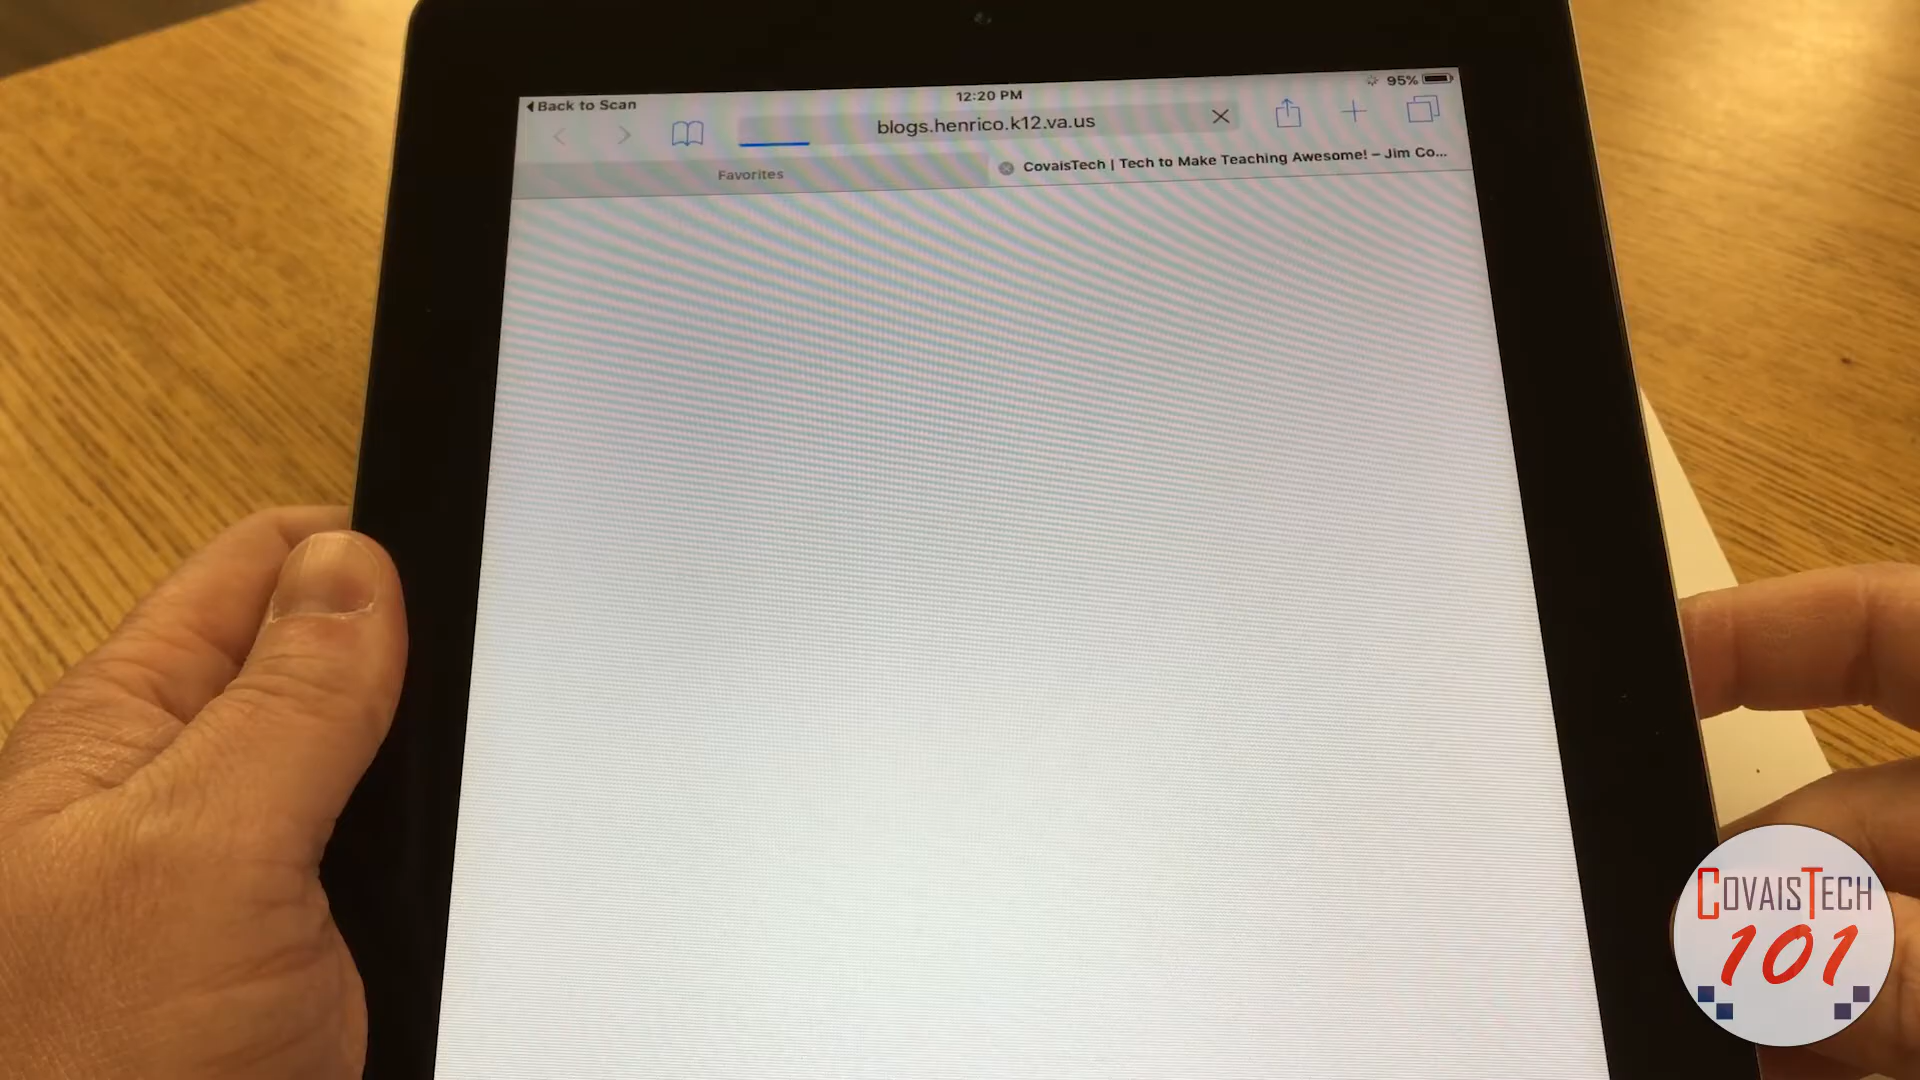 Back to Scan
12:20 PM
95%
blogs.henrico.k12.va.us
Favorites
CovaisTech | Tech to Make Teaching Awesome! – Jim Co...
COVAISTECH
101